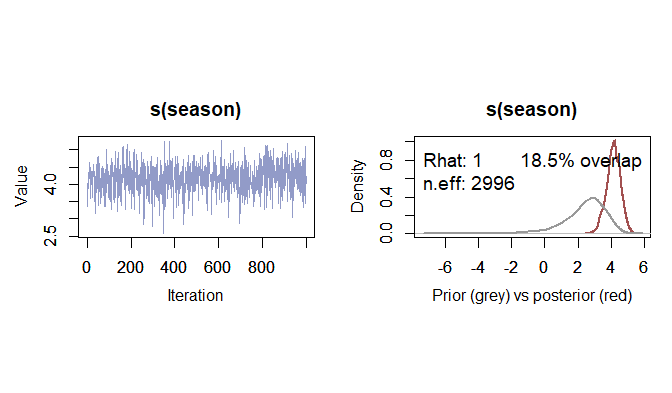 s(season)
Value
4.0
2.5
0 200 400 600 800
Iteration
s(season)
Density
0.8
0.4
0.0
Rhat: 1 18.5% overlap
n.eff: 2996
-6 -4 -2 0 2 4 6
Prior (grey) vs posterior (red)